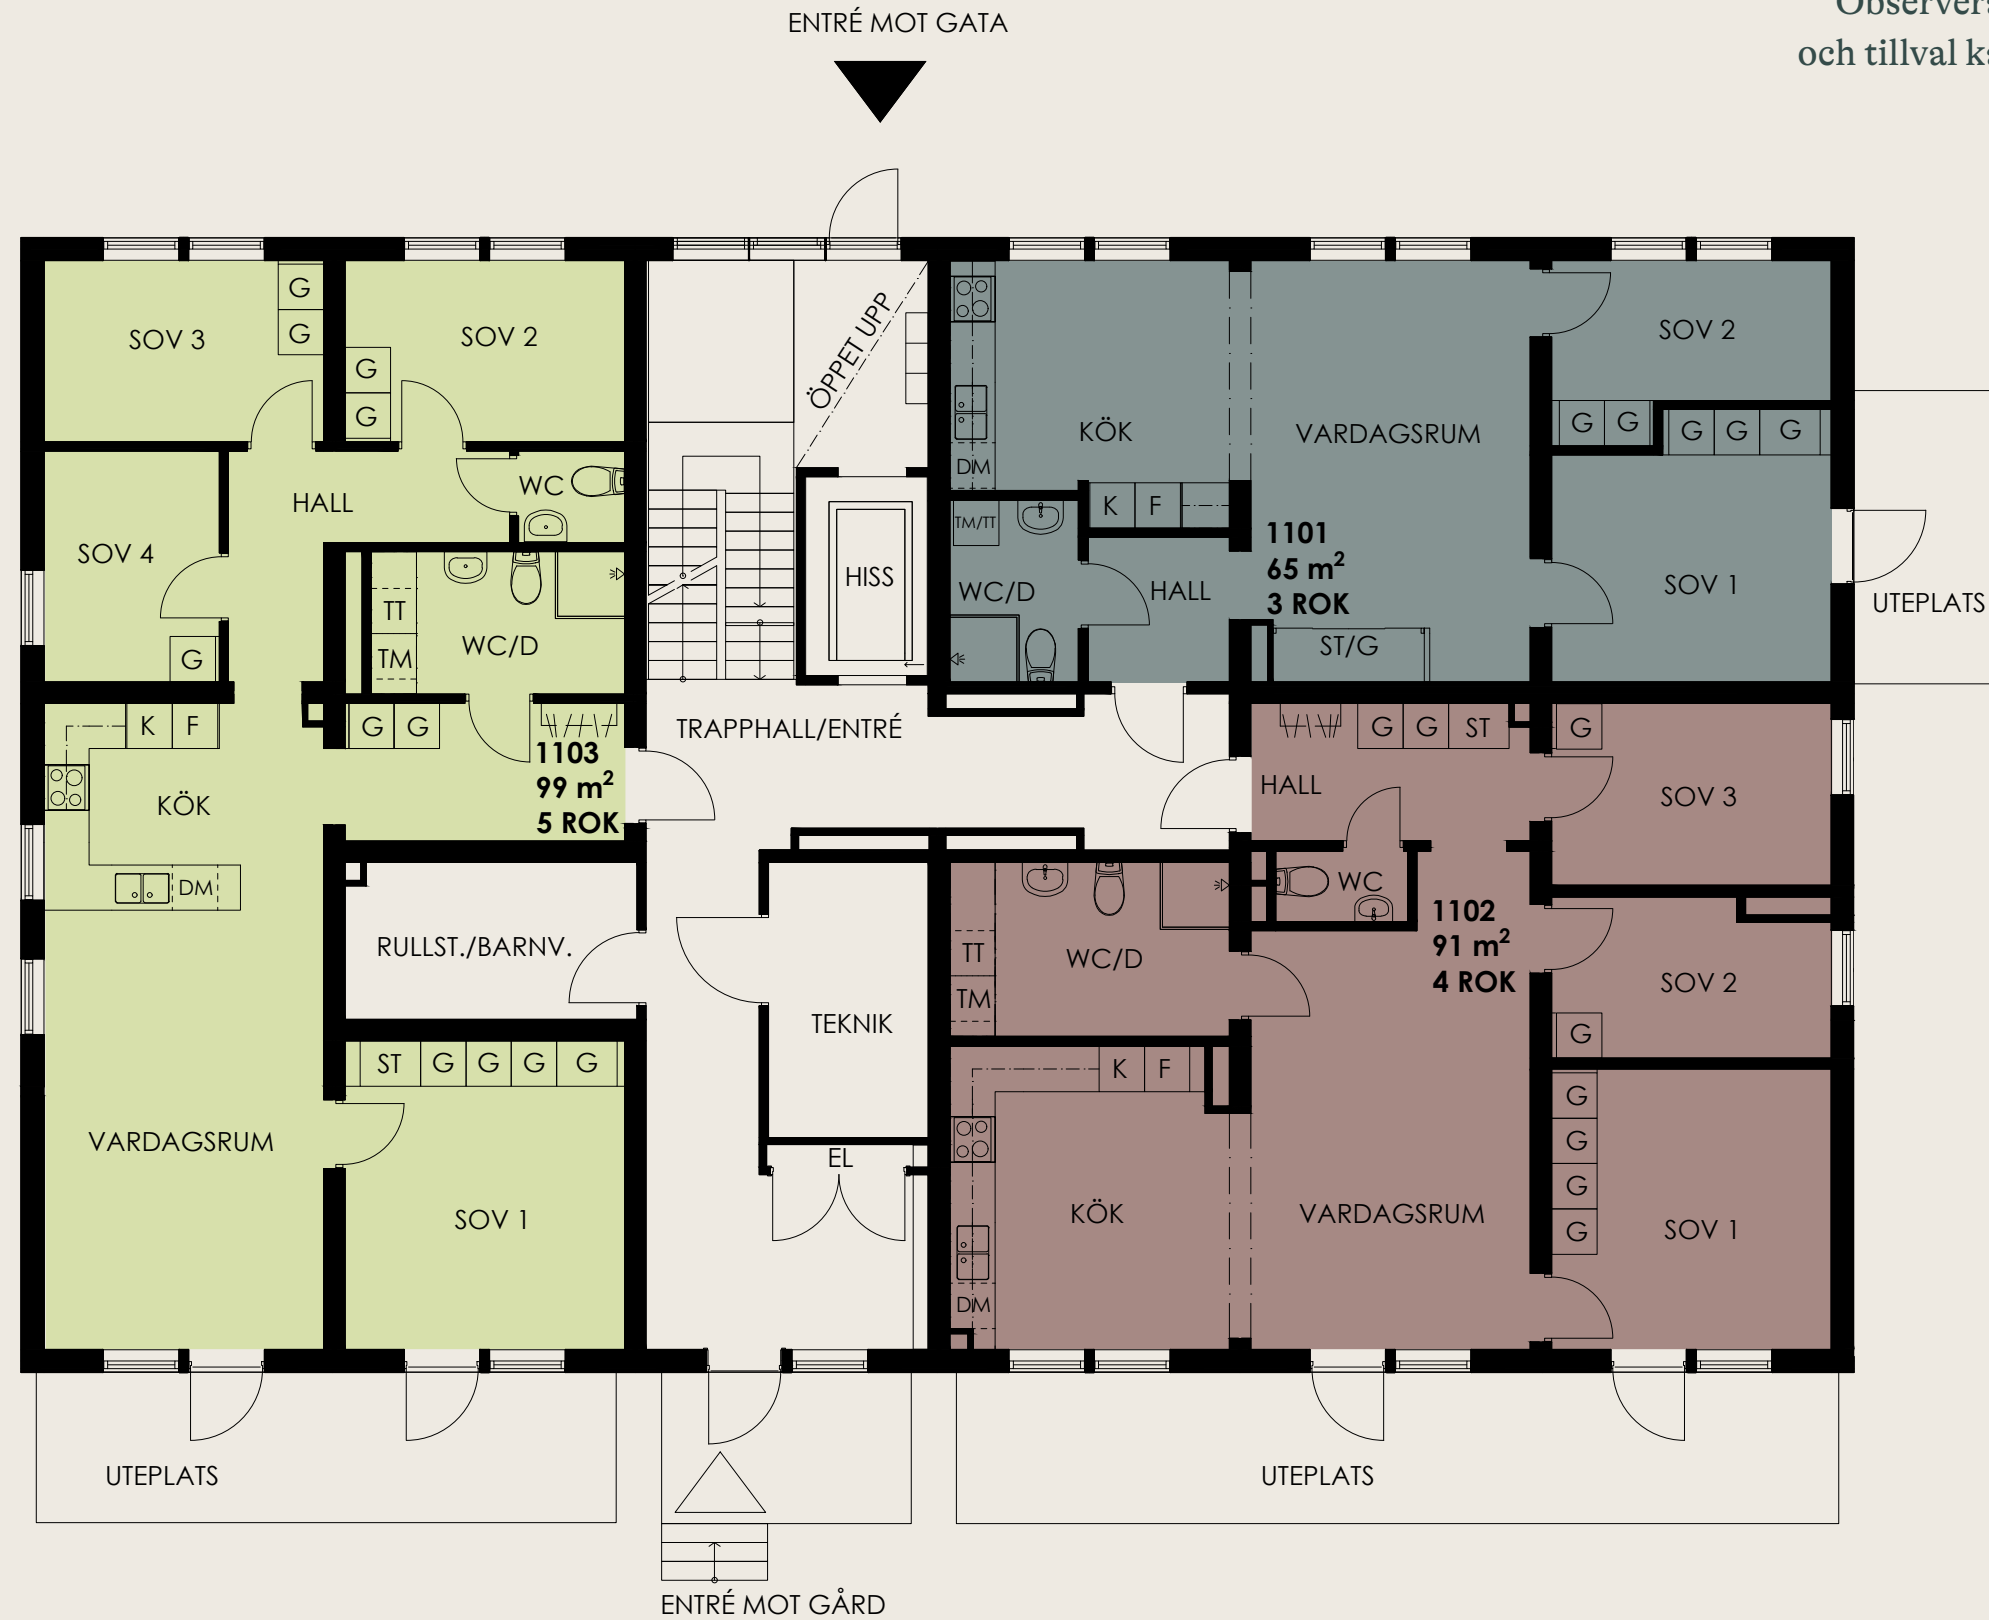 ENTRÉ MOT GATA
Observera
och tillval
SOV 3
G
G
SOV 2
G
G
HALL
WC
SOV 4
G
TT
TM
WC/D
K
F
G
G
KÖK
DM
1103
99 m²
5 ROK
RULLST./BARNV.
ST
G
G
G
G
VARDAGSRUM
SOV 1
UTEPLATS
ÖPPET UPP
HISS
TRAPPHALL/ENTRÉ
TEKNIK
EL
ENTRÉ MOT GÅRD
KÖK
DM
K
F
TM/TT
WC/D
HALL
VARDAGSRUM
1101
65 m²
3 ROK
ST/G
SOV 2
G
G
G
G
G
SOV 1
UTEPLATS
G
G
ST
HALL
WC
G
SOV 3
1102
91 m²
4 ROK
SOV 2
G
TT
TM
WC/D
K
F
KÖK
DM
VARDAGSRUM
G
G
G
G
SOV 1
UTEPLATS